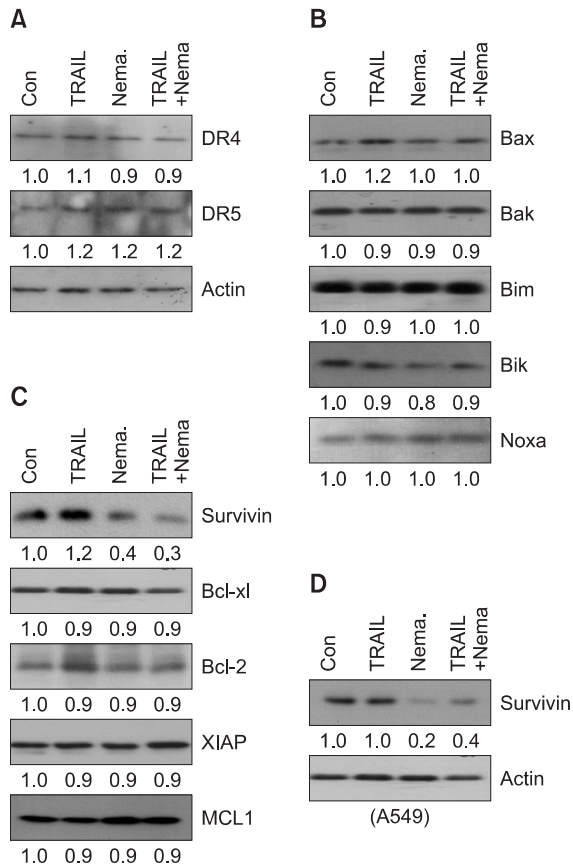 A
Con TRAIL Nema. TRAIL +Nema
DR4
1.0 1.1 0.9 0.9
DR5
1.0 1.2 1.2 1.2
Actin
B
Con TRAIL Nema. TRAIL +Nema
Bax
1.0 1.2 1.0 1.0
Bak
1.0 0.9 0.9 0.9
Bim
1.0 0.9 1.0 1.0
Bik
1.0 0.9 0.8 0.9
Noxa
1.0 1.0 1.0 1.0
C
Con TRAIL Nema. TRAIL +Nema
Survivin
1.0 1.2 0.4 0.3
Bcl-xl
1.0 0.9 0.9 0.9
Bcl-2
1.0 0.9 0.9 0.9
XIAP
1.0 0.9 0.9 0.9
MCL1
1.0 0.9 0.9 0.9
D
Con TRAIL Nema. TRAIL +Nema
Survivin
1.0 1.0 0.2 0.4
Actin
(A549)